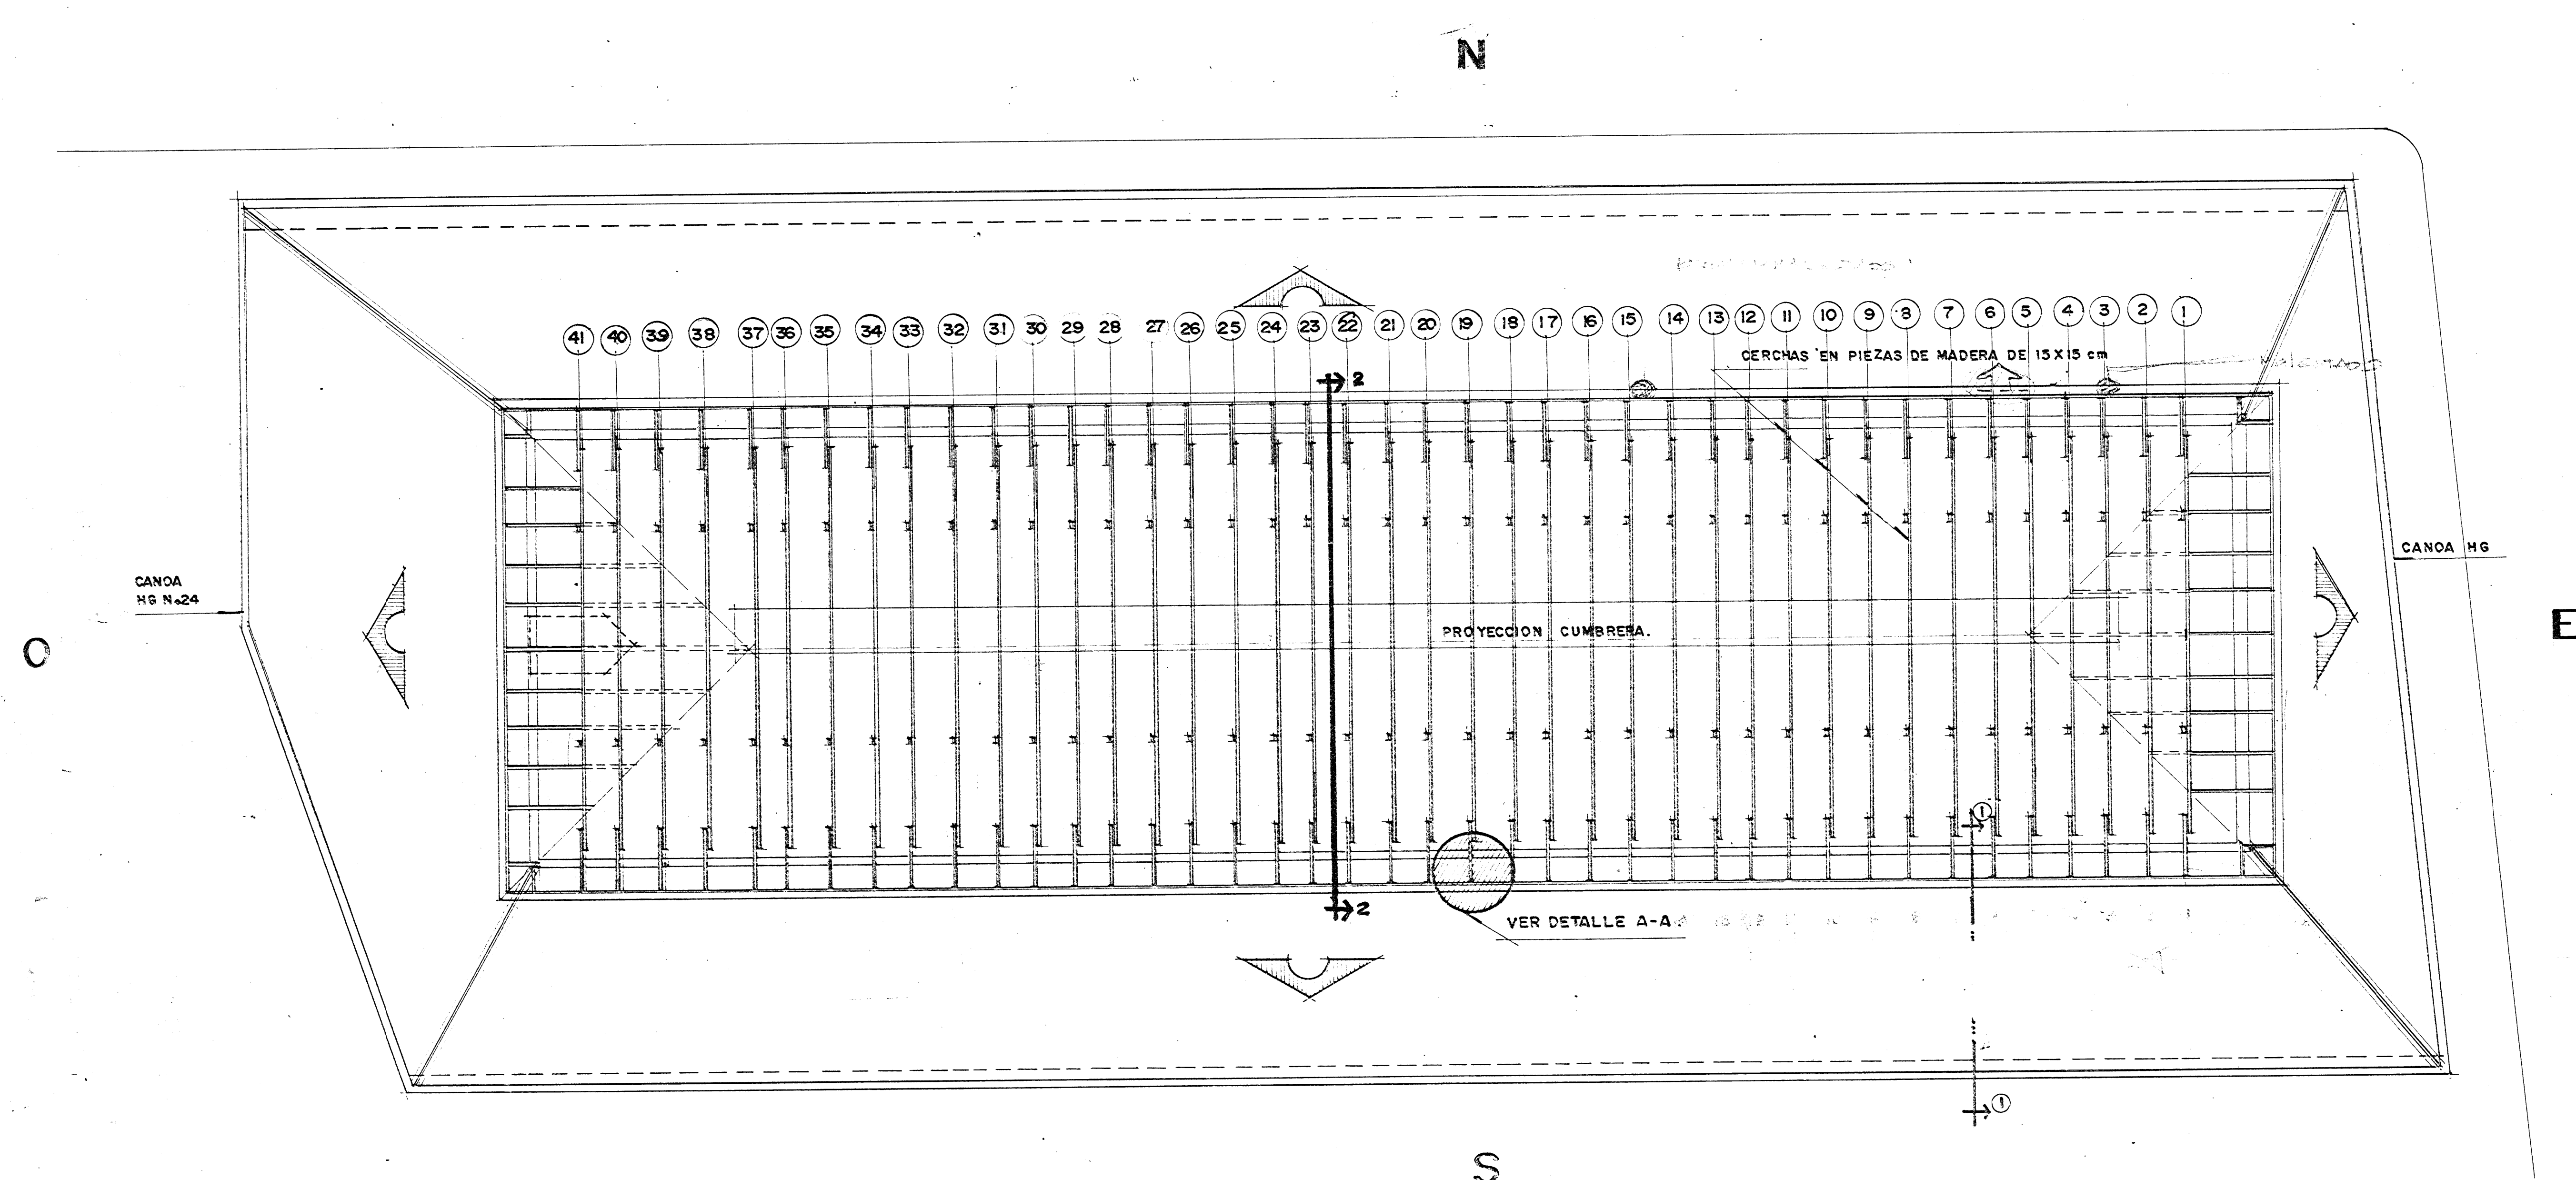 N
41 40 39 38 37 36 35 34 33 32 31 30 29 28 27 26 25 24 23 22 21 20 19 18 17 16 15 14 13 12 11 10 9 8 7 6 5 4 3 2 1
CERCHAS EN PIEZAS DE MADERA DE 15X15 cm
2
CANOA HG
CANOA
HG No24
O
PROYECCION CUMBRERA.
E
1
2
VER DETALLE A-A.
1
S